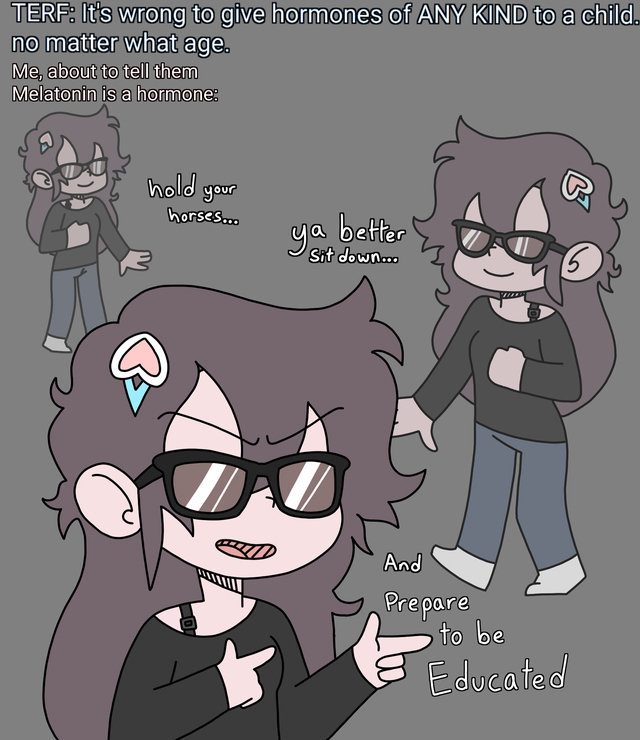 TERF: It's wrong to give hormones of ANY KIND to a child.
no matter what age.
Me, about to tell them
Melatonin is a hormone:
hold your
horses...
ya better
sit down...
And
Prepare
to be
Educated